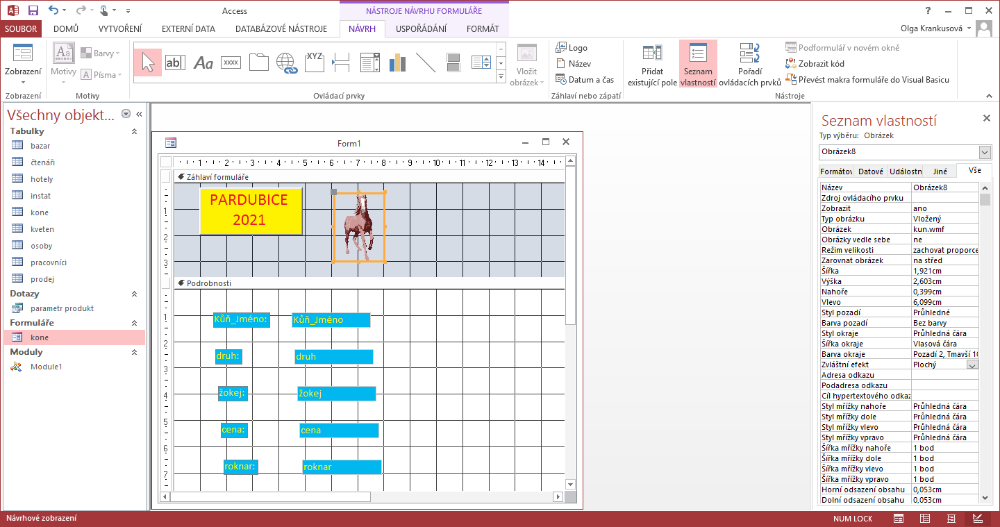 Access
NÁSTROJE NÁVRHU FORMULÁŘE
?
SOUBOR
DOMŮ
VYTVOŘENÍ
EXTERNÍ DATA
DATABÁZOVÉ NÁSTROJE
NÁVRH
USPOŘÁDÁNÍ
FORMÁT
Olga Krankusová
Zobrazení
Zobrazení
Aa
Motivy
Barvy
A Písma
Motivy
ab|
Aa
xxxx
XYZ
Ovládací prvky
Vložit
obrázek
Logo
Název
Datum a čas
Záhlaví nebo zápatí
Přidat
existující pole
Seznam
vlastností
Pořadí
ovládacích prvků
Podformulář v novém okně
Zobrazit kód
Převést makra formuláře do Visual Basicu
Nástroje
Všechny objekt...
Tabulky
bazar
čtenáři
hotely
instat
kone
kveten
osoby
pracovníci
prodej
Dotazy
parametr produkt
Formuláře
kone
Moduly
Module1
Form1
1 2 3 4 5 6 7 8 9 10 11 12 13 14
Záhlaví formuláře
1
2
3
PARDUBICE
2021
Podrobnosti
1
2
3
4
5
6
7
Kůň_Jméno: Kůň_Jméno
druh: druh
žokej: žokej
cena: cena
roknar: roknar
Seznam vlastností
Typ výběru: Obrázek
Obrázek8
Formátov Datové Událostn Jiné Vše
Název Obrázek8
Zdroj ovládacího prvku
Zobrazit ano
Typ obrázku Vložený
Obrázek kun.wmf
Obrázky vedle sebe ne
Režim velikosti zachovat proporce
Zarovnat obrázek na střed
Šířka 1,921cm
Výška 2,603cm
Nahoře 0,399cm
Vlevo 6,099cm
Styl pozadí Průhledné
Barva pozadí Bez barvy
Styl okraje Průhledná čára
Šířka okraje Vlasová čára
Barva okraje Pozadí 2, Tmavší 10
Zvláštní efekt Plochý
Adresa odkazu
Podadresa odkazu
Cíl hypertextového odkaz
Styl mřížky nahoře Průhledná čára
Styl mřížky dole Průhledná čára
Styl mřížky vlevo Průhledná čára
Styl mřížky vpravo Průhledná čára
Šířka mřížky nahoře 1 bod
Šířka mřížky dole 1 bod
Šířka mřížky vlevo 1 bod
Šířka mřížky vpravo 1 bod
Horní odsazení obsahu 0,053cm
Dolní odsazení obsahu 0,053cm
Návrhové zobrazení
NUM LOCK